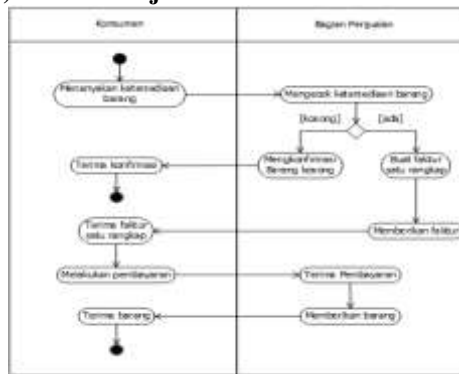 Konsumen
Bagian Penjualan
Menanyakan ketersediaan
barang
Mengecek ketersediaan barang
[kosong]
[ada]
Terima konfirmasi
Mengkonfirmasi
Barang kosong
Buat faktur
satu rangkap
Terima faktur
satu rangkap
Memberikan faktur
Melakukan pembayaran
Terima Pembayaran
Terima barang
Memberikan barang